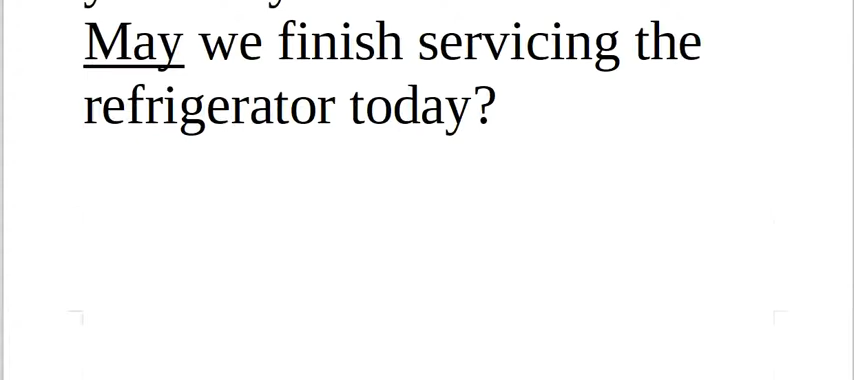 May we finish servicing the
refrigerator today?